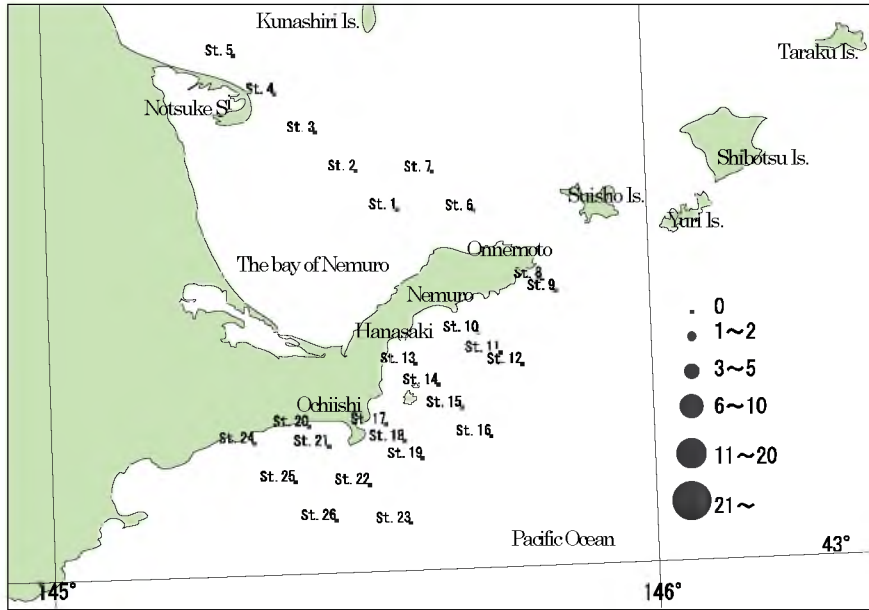 Kunashiri Is.
Taraku Is.
St. 5
St. 4
Notsuke St
St. 3
St. 2
St. 7
Shibotsu Is.
St. 1
St. 6
Suisho Is.
Yuri Is.
Onnemoto
The bay of Nemuro
St. 8
St. 9
Nemuro
0
St. 10
Hanasaki
1～2
St. 11
St. 13
St. 12
3～5
St. 14
St. 15
6～10
Ochiishi
St. 20
St. 17
St. 16
St. 24
St. 21
St. 18
St. 19
11～20
St. 25
St. 22
21～
St. 26
St. 23
Pacific Ocean
43°
145°
146°